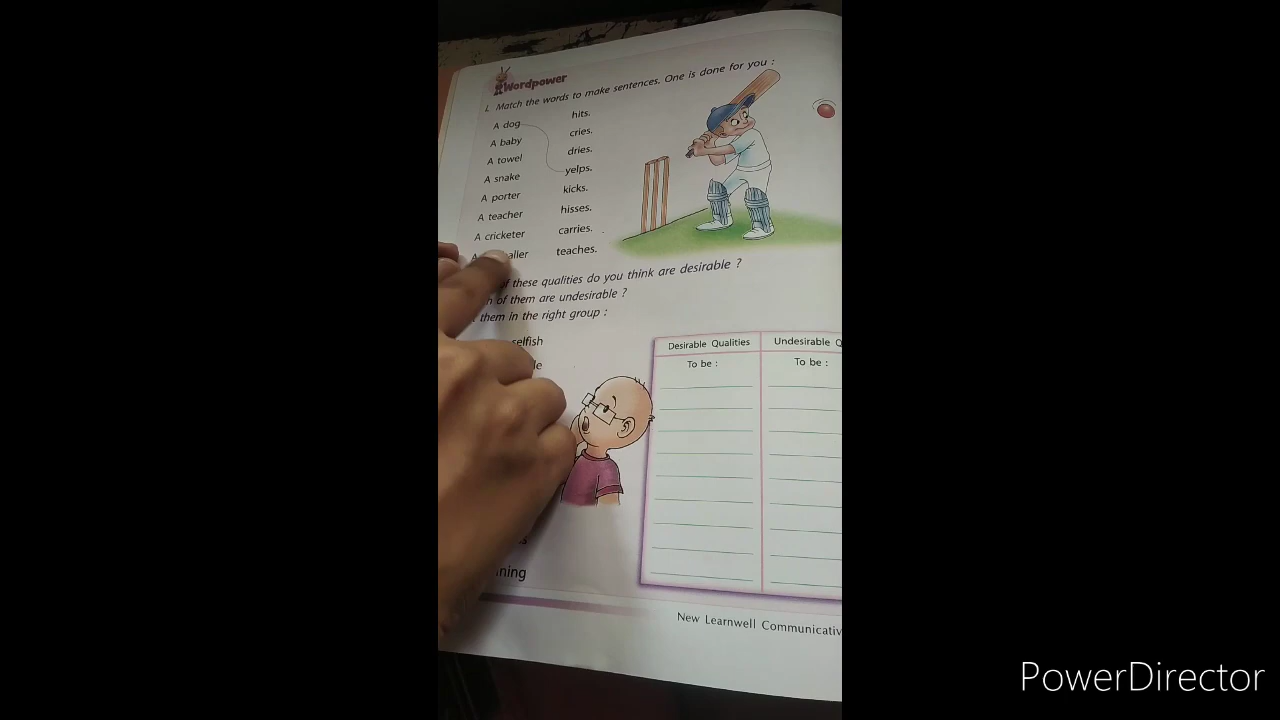 Wordpower
I. Match the words to make sentences. One is done for you :
A dog hits.
A baby cries.
A towel dries.
A snake yelps.
A porter kicks.
A teacher hisses.
A cricketer carries.
A teaches.
of these qualities do you think are desirable ?
of them are undesirable ?
them in the right group :
selfish
Desirable Qualities Undesirable
To be : To be :
New Learnwell
PowerDirector